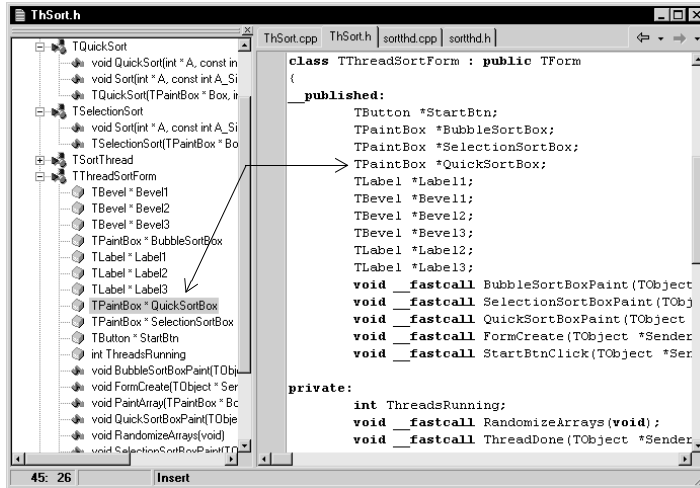 ThSort.h
TQuickSort
void QuickSort(int * A, const in
void Sort(int * A, const int A_Si
TQuickSort(TPaintBox * Box, in
TSelectionSort
void Sort(int * A, const int A_Si
TSelectionSort(TPaintBox * Bo
TSortThread
TThreadSortForm
TBevel * Bevel1
TBevel * Bevel2
TBevel * Bevel3
TPaintBox * BubbleSortBox
TLabel * Label1
TLabel * Label2
TLabel * Label3
TPaintBox * QuickSortBox
TPaintBox * SelectionSortBox
TButton * StartBtn
int ThreadsRunning
void BubbleSortBoxPaint(TObj
void FormCreate(TObject * Ser
void PaintArray(TPaintBox * Bo
void QuickSortBoxPaint(TObje
void RandomizeArrays(void)
void SelectionSortBoxPaint(TO
ThSort.cpp ThSort.h sortthd.cpp sortthd.h
class TThreadSortForm : public TForm
{
__published:
TButton *StartBtn;
TPaintBox *BubbleSortBox;
TPaintBox *SelectionSortBox;
TPaintBox *QuickSortBox;
TLabel *Label1;
TBevel *Bevel1;
TBevel *Bevel2;
TBevel *Bevel3;
TLabel *Label2;
TLabel *Label3;
void __fastcall BubbleSortBoxPaint(TObject
void __fastcall SelectionSortBoxPaint(TObj
void __fastcall QuickSortBoxPaint(TObject
void __fastcall FormCreate(TObject *Sender
void __fastcall StartBtnClick(TObject *Sen
private:
int ThreadsRunning;
void __fastcall RandomizeArrays(void);
void __fastcall ThreadDone(TObject *Sender
45: 26 Insert